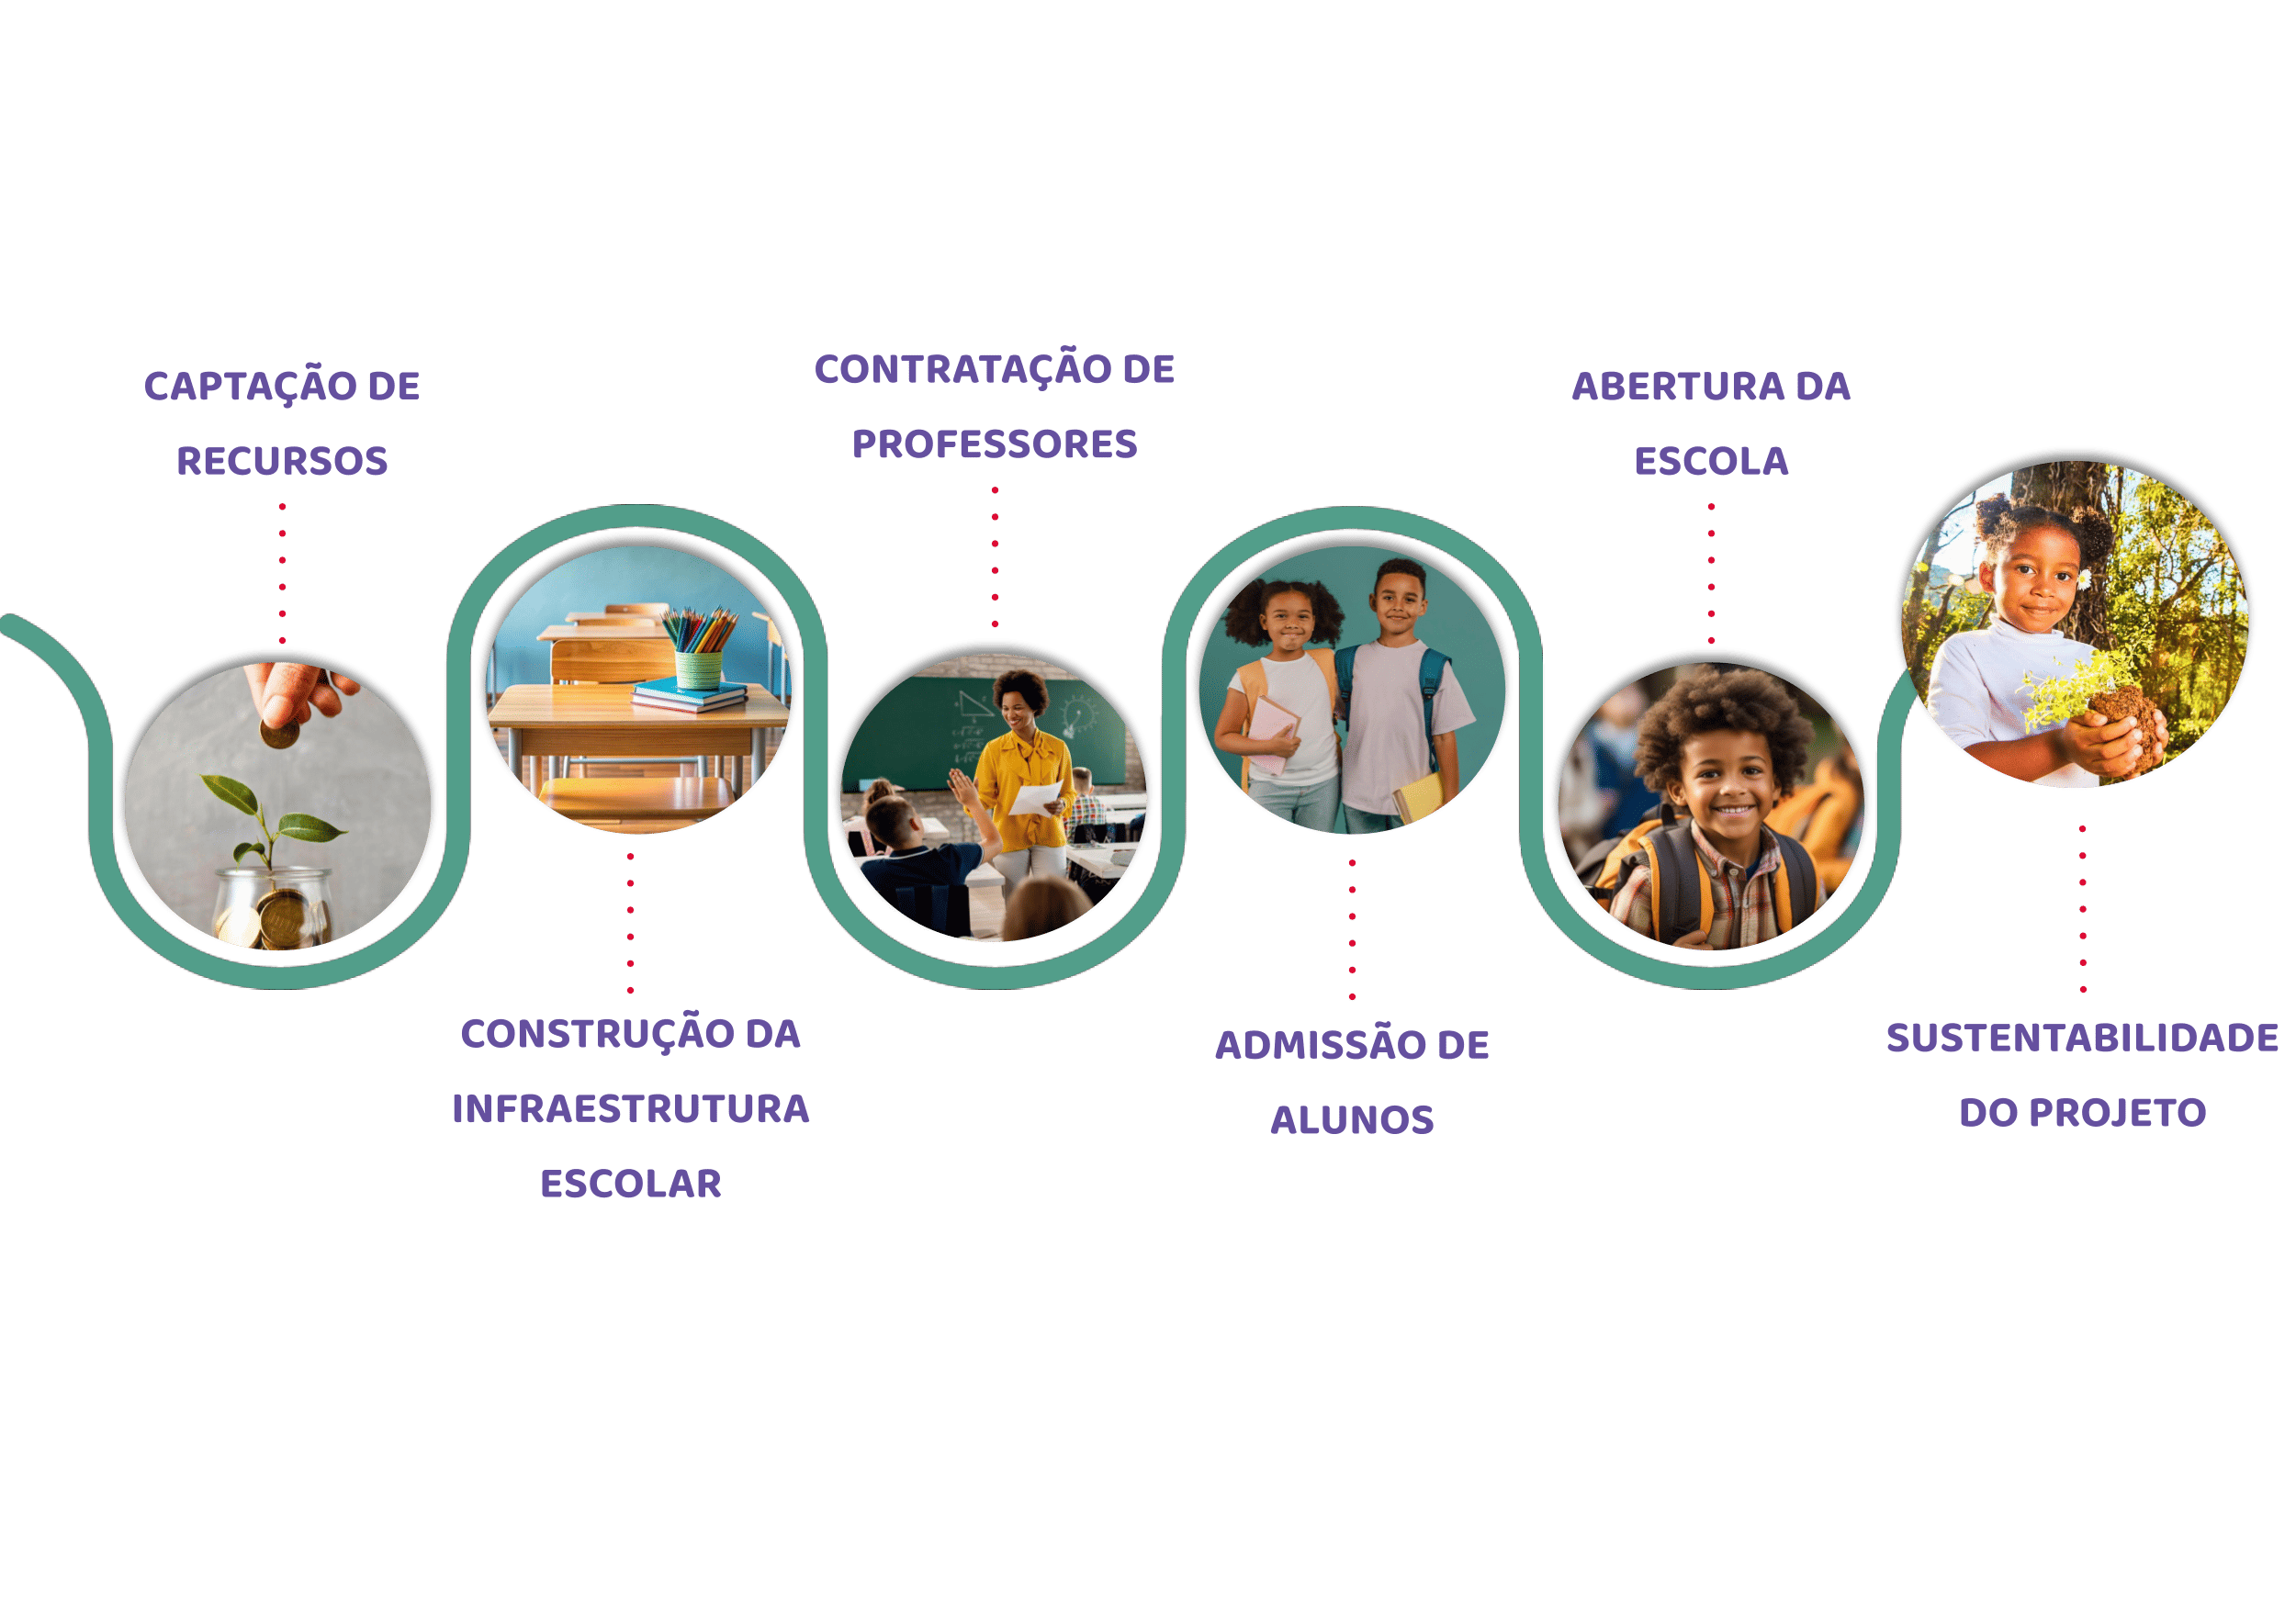 CAPTAÇÃO DE
RECURSOS
CONSTRUÇÃO DA
INFRAESTRUTURA
ESCOLAR
CONTRATAÇÃO DE
PROFESSORES
ADMISSÃO DE
ALUNOS
ABERTURA DA
ESCOLA
SUSTENTABILIDADE
DO PROJETO